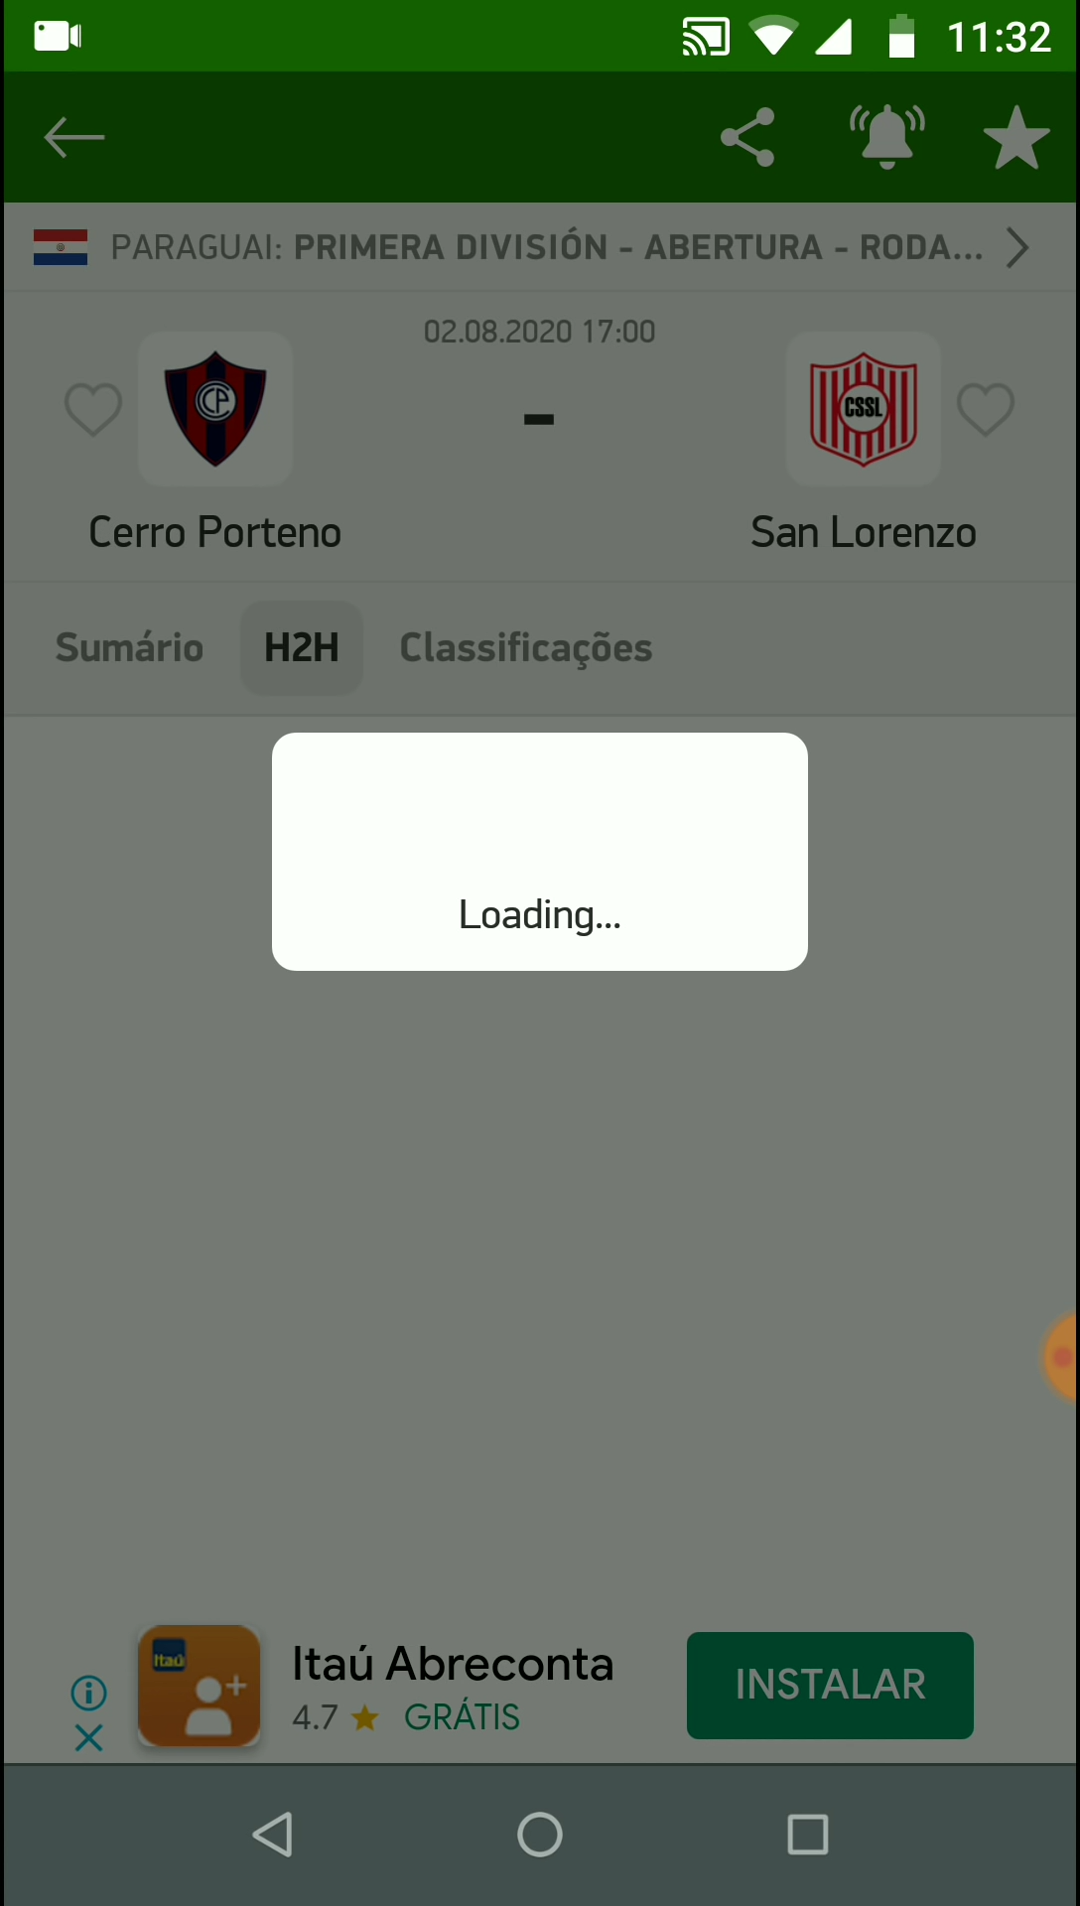 11:32
PARAGUAI: PRIMERA DIVISIÓN - ABERTURA - RODA...
02.08.2020 17:00
CP
CSSL
-
Cerro Porteno
San Lorenzo
Sumário H2H Classificações
Loading...
Itaú
Itaú Abreconta
4.7 GRÁTIS
INSTALAR